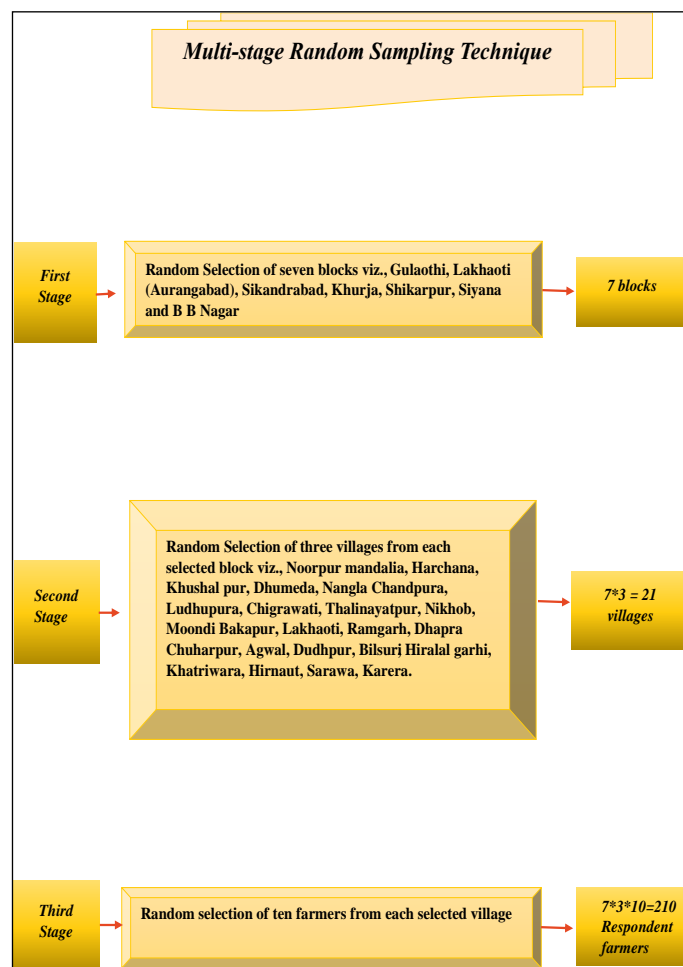 Multi-stage Random Sampling Technique
First
Stage
Random Selection of seven blocks viz., Gulaothi, Lakhaoti
(Aurangabad), Sikandrabad, Khurja, Shikarpur, Siyana
and B B Nagar
7 blocks
Second
Stage
Random Selection of three villages from each
selected block viz., Noorpur mandalia, Harchana,
Khushal pur, Dhumeda, Nangla Chandpura,
Ludhupura, Chigrawati, Thalinayatpur, Nikhob,
Moondi Bakapur, Lakhaoti, Ramgarh, Dhapra
Chuharpur, Agwal, Dudhpur, Bilsuri, Hiralal garhi,
Khatriwara, Hirnaut, Sarawa, Karera.
7*3 = 21
villages
Third
Stage
Random selection of ten farmers from each selected village
7*3*10=210
Respondent
farmers